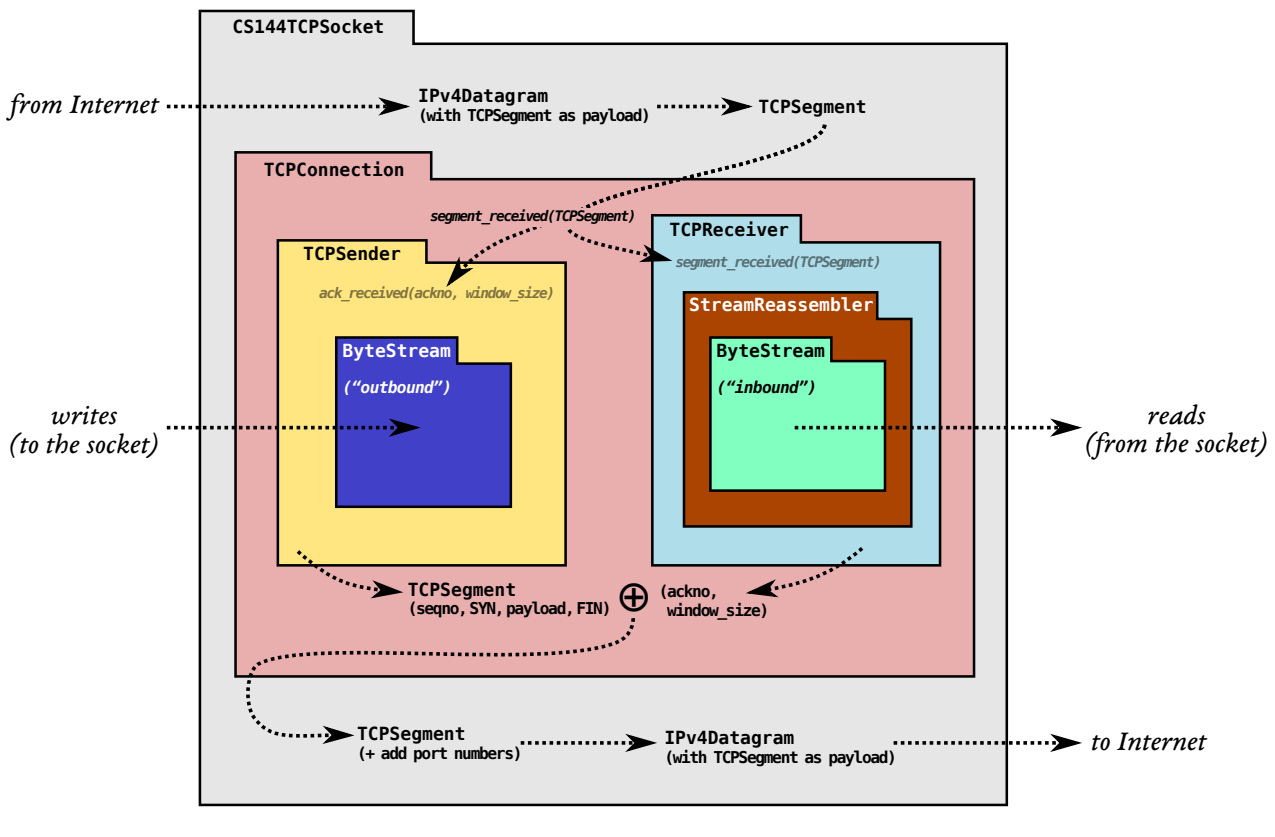 CS144TCPSocket
from Internet
IPv4Datagram
(with TCPSegment as payload)
TCPSegment
TCPConnection
segment_received(TCPSegment)
TCPSender
ack_received(ackno, window_size)
ByteStream
(“outbound”)
TCPReceiver
segment_received(TCPSegment)
StreamReassembler
ByteStream
(“inbound”)
writes
(to the socket)
reads
(from the socket)
TCPSegment
(seqno, SYN, payload, FIN)
⊕
(ackno,
window_size)
TCPSegment
(+ add port numbers)
IPv4Datagram
(with TCPSegment as payload)
to Internet